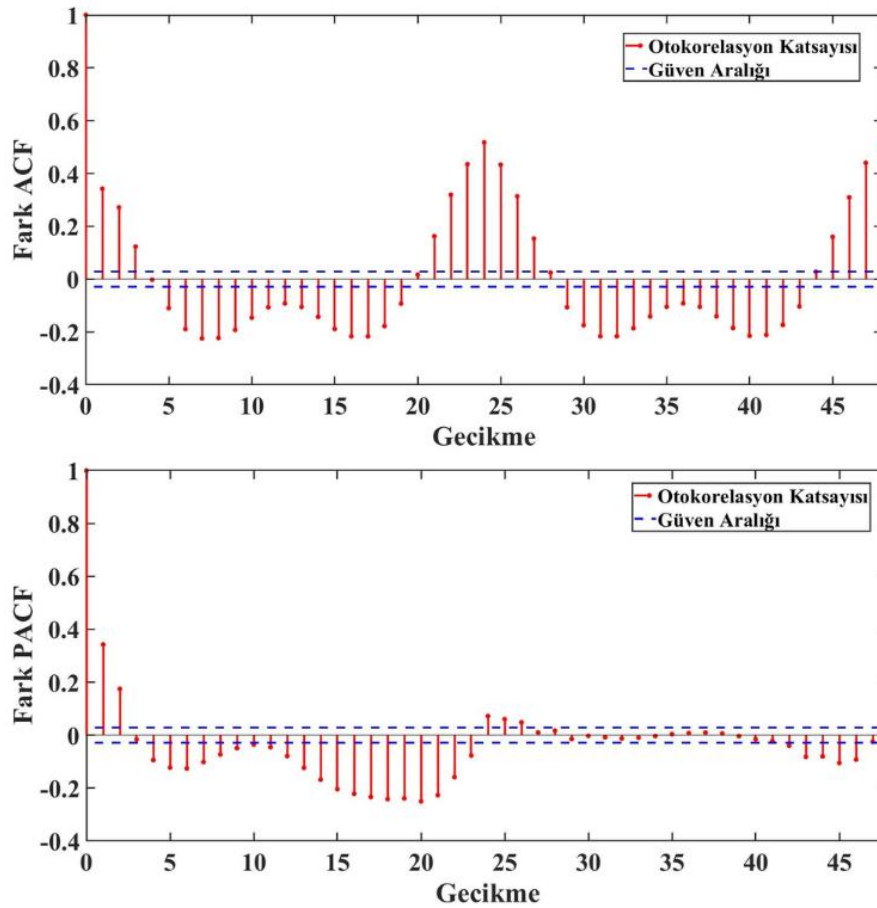 1
0.8
0.6
0.4
0.2
0
-0.2
-0.4
Fark ACF
Otokorelasyon Katsayısı
Güven Aralığı
0 5 10 15 20 25 30 35 40 45
Gecikme
1
0.8
0.6
0.4
0.2
0
-0.2
-0.4
Fark PACF
Otokorelasyon Katsayısı
Güven Aralığı
0 5 10 15 20 25 30 35 40 45
Gecikme